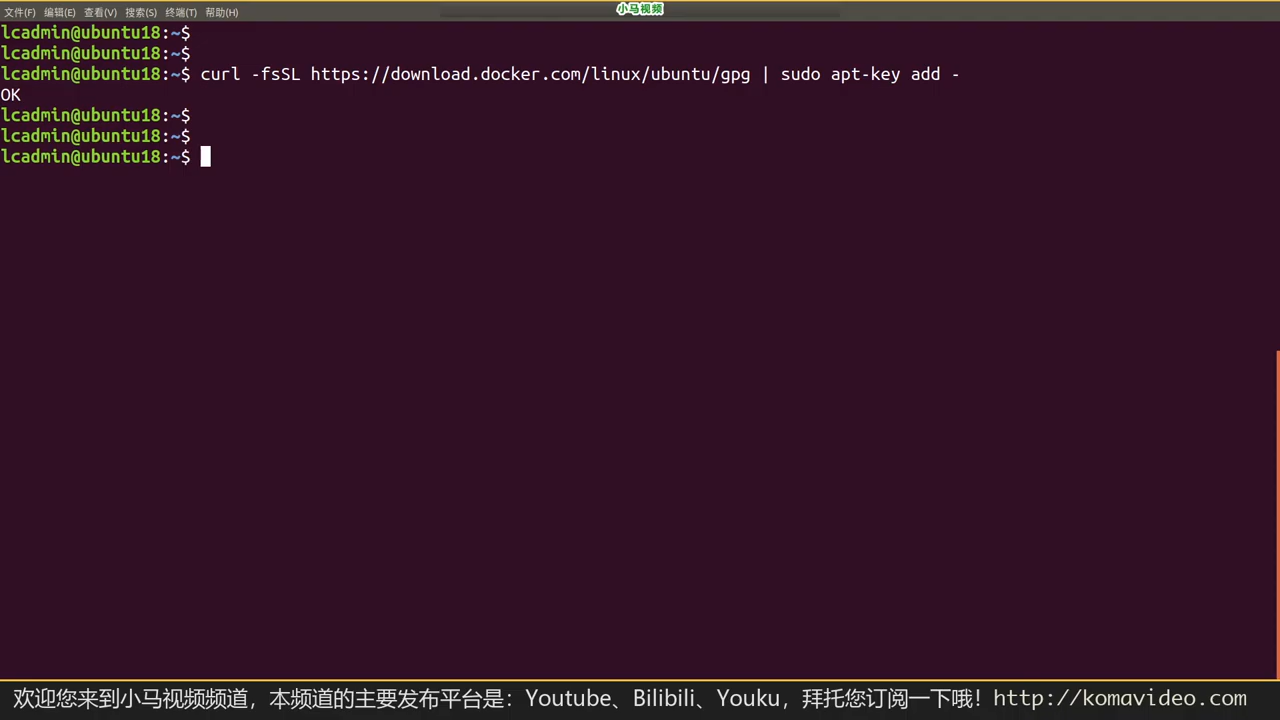 小马视频
文件(F) 编辑(E) 查看(V) 搜索(S) 终端(T) 帮助(H)
lcadmin@ubuntu18:~$
lcadmin@ubuntu18:~$
lcadmin@ubuntu18:~$ curl -fsSL https://download.docker.com/linux/ubuntu/gpg | sudo apt-key add -
OK
lcadmin@ubuntu18:~$
lcadmin@ubuntu18:~$
lcadmin@ubuntu18:~$
欢迎您来到小马视频频道，本频道的主要发布平台是：Youtube、Bilibili、Youku，拜托您订阅一下哦！http://komavideo.com